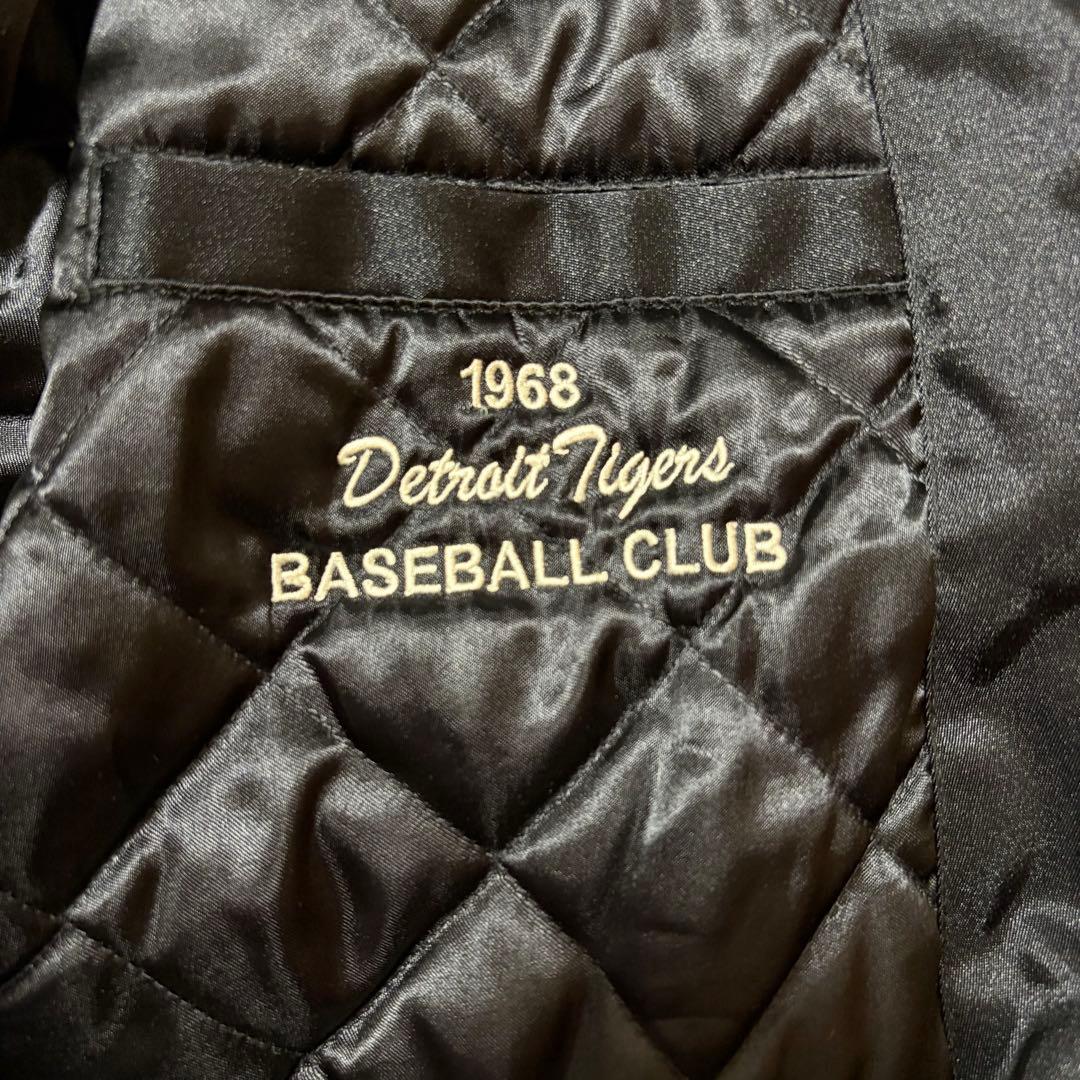 1968
Detroit Tigers
BASEBALL CLUB